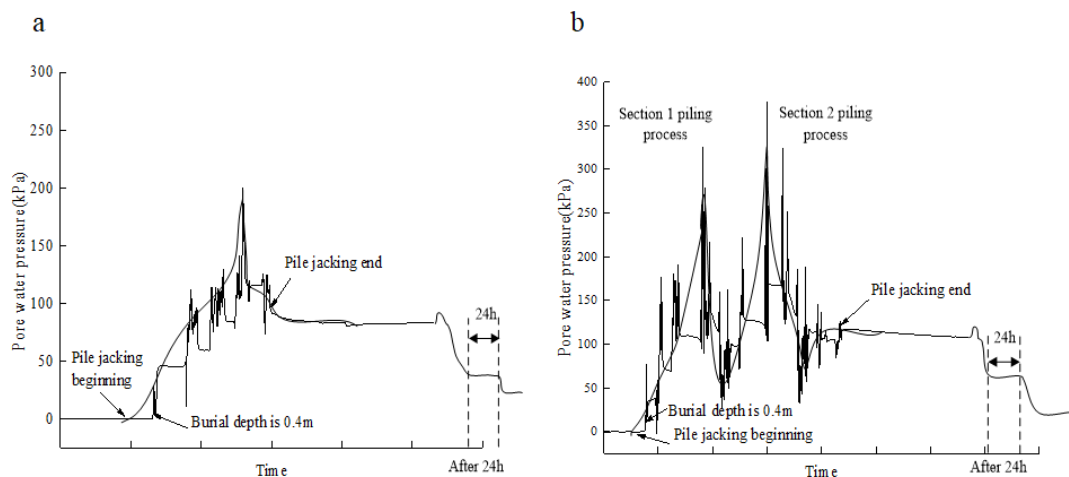 a
300
250
200
150
100
50
0
Pore water pressure(kPa)
Pile jacking
beginning
Burial depth is 0.4m
Pile jacking end
24h
Time
After 24h
b
400
350
300
250
200
150
100
50
0
Pore water pressure(kPa)
Section 1 piling
process
Section 2 piling
process
Pile jacking end
24h
Burial depth is 0.4m
Pile jacking beginning
Time
After 24h